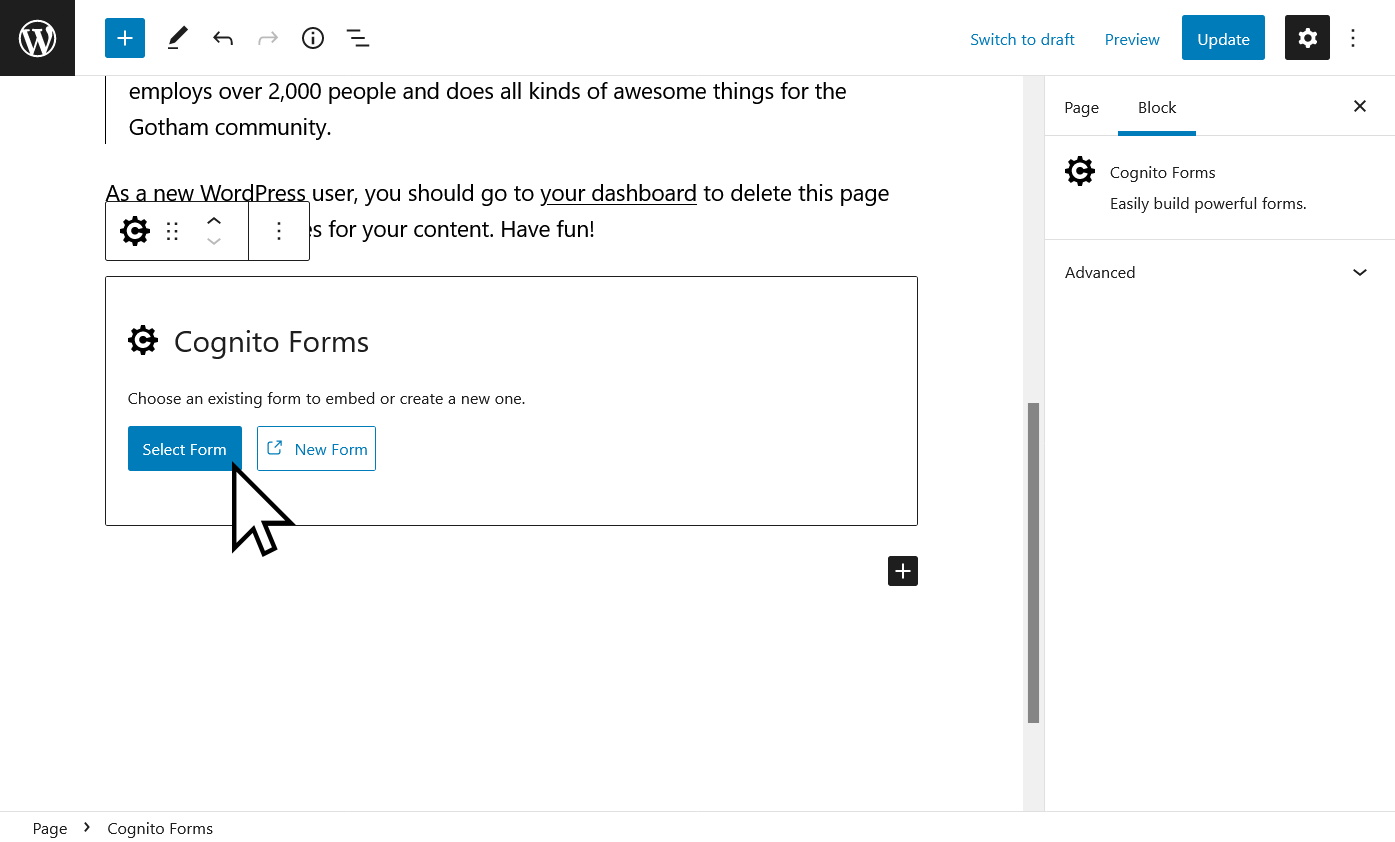 Switch to draft
Preview
Update
employs over 2,000 people and does all kinds of awesome things for the
Gotham community.
As a new WordPress user, you should go to your dashboard to delete this page
for your content. Have fun!
Cognito Forms
Choose an existing form to embed or create a new one.
Select Form
New Form
Page
Block
Cognito Forms
Easily build powerful forms.
Advanced
Page
Cognito Forms